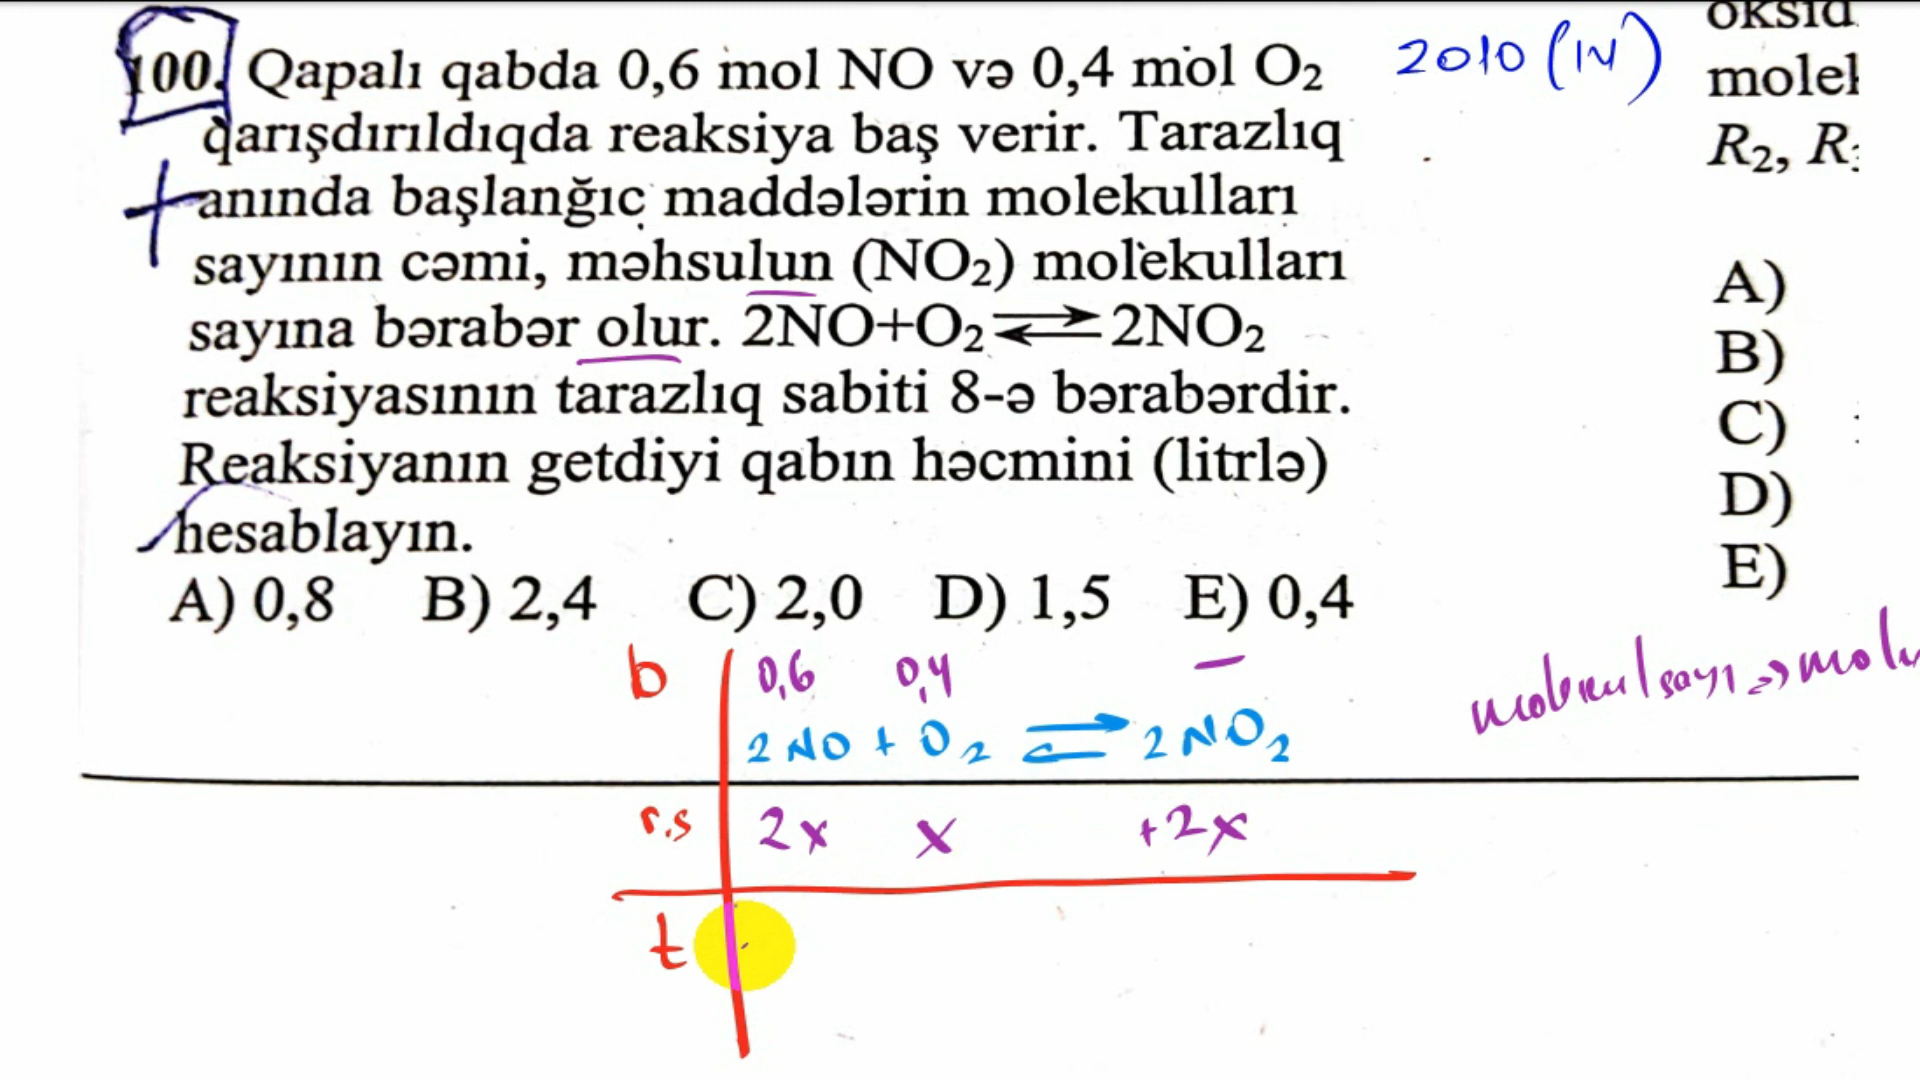 100. Qapalı qabda 0,6 mol NO və 0,4 mol O₂
qarışdırıldıqda reaksiya baş verir. Tarazlıq
anında başlanğıc maddələrin molekulları
sayının cəmi, məhsulun (NO₂) molekulları
sayına bərabər olur. 2NO+O₂⇌2NO₂
reaksiyasının tarazlıq sabiti 8-ə bərabərdir.
Reaksiyanın getdiyi qabın həcmini (litrlə)
hesablayın.
A) 0,8 B) 2,4 C) 2,0 D) 1,5 E) 0,4
2010 (IV)
R₂,
A)
B)
C)
D)
E)
b 0,6 0,4 —
2NO + O₂ ⇌ 2NO₂
r.s 2x x +2x
t
molekul sayı